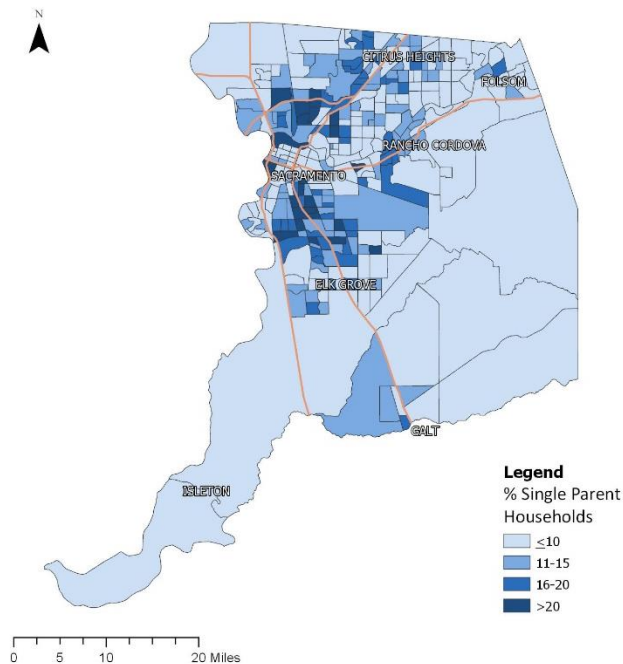 N
CITRUS HEIGHTS
FOLSOM
RANCHO CORDOVA
SACRAMENTO
ELK GROVE
GALT
ISLETON
Legend
% Single Parent
Households
≤10
11-15
16-20
>20
0 5 10 20 Miles